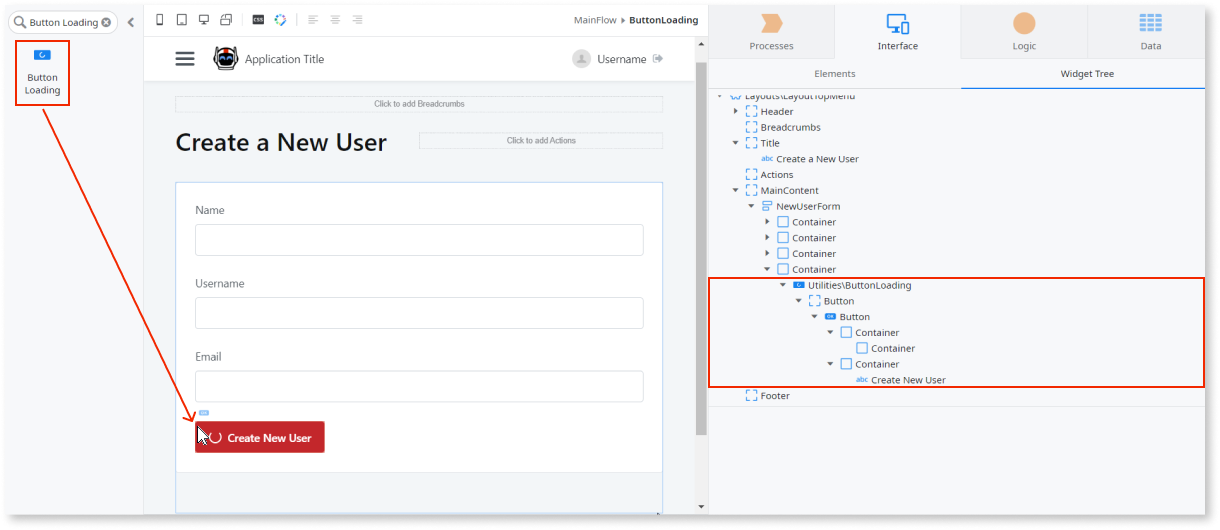 Button Loading
Button
Loading
CSS
MainFlow ButtonLoading
Application Title
Username
Click to add Breadcrumbs
Create a New User
Click to add Actions
Name
Username
Email
Create New User
Processes
Interface
Logic
Data
Elements
Widget Tree
Layouts\LayoutTopMenu
Header
Breadcrumbs
Title
abc Create a New User
Actions
MainContent
NewUserForm
Container
Container
Container
Container
Utilities\ButtonLoading
Button
Button
Container
Container
Container
abc Create New User
Footer